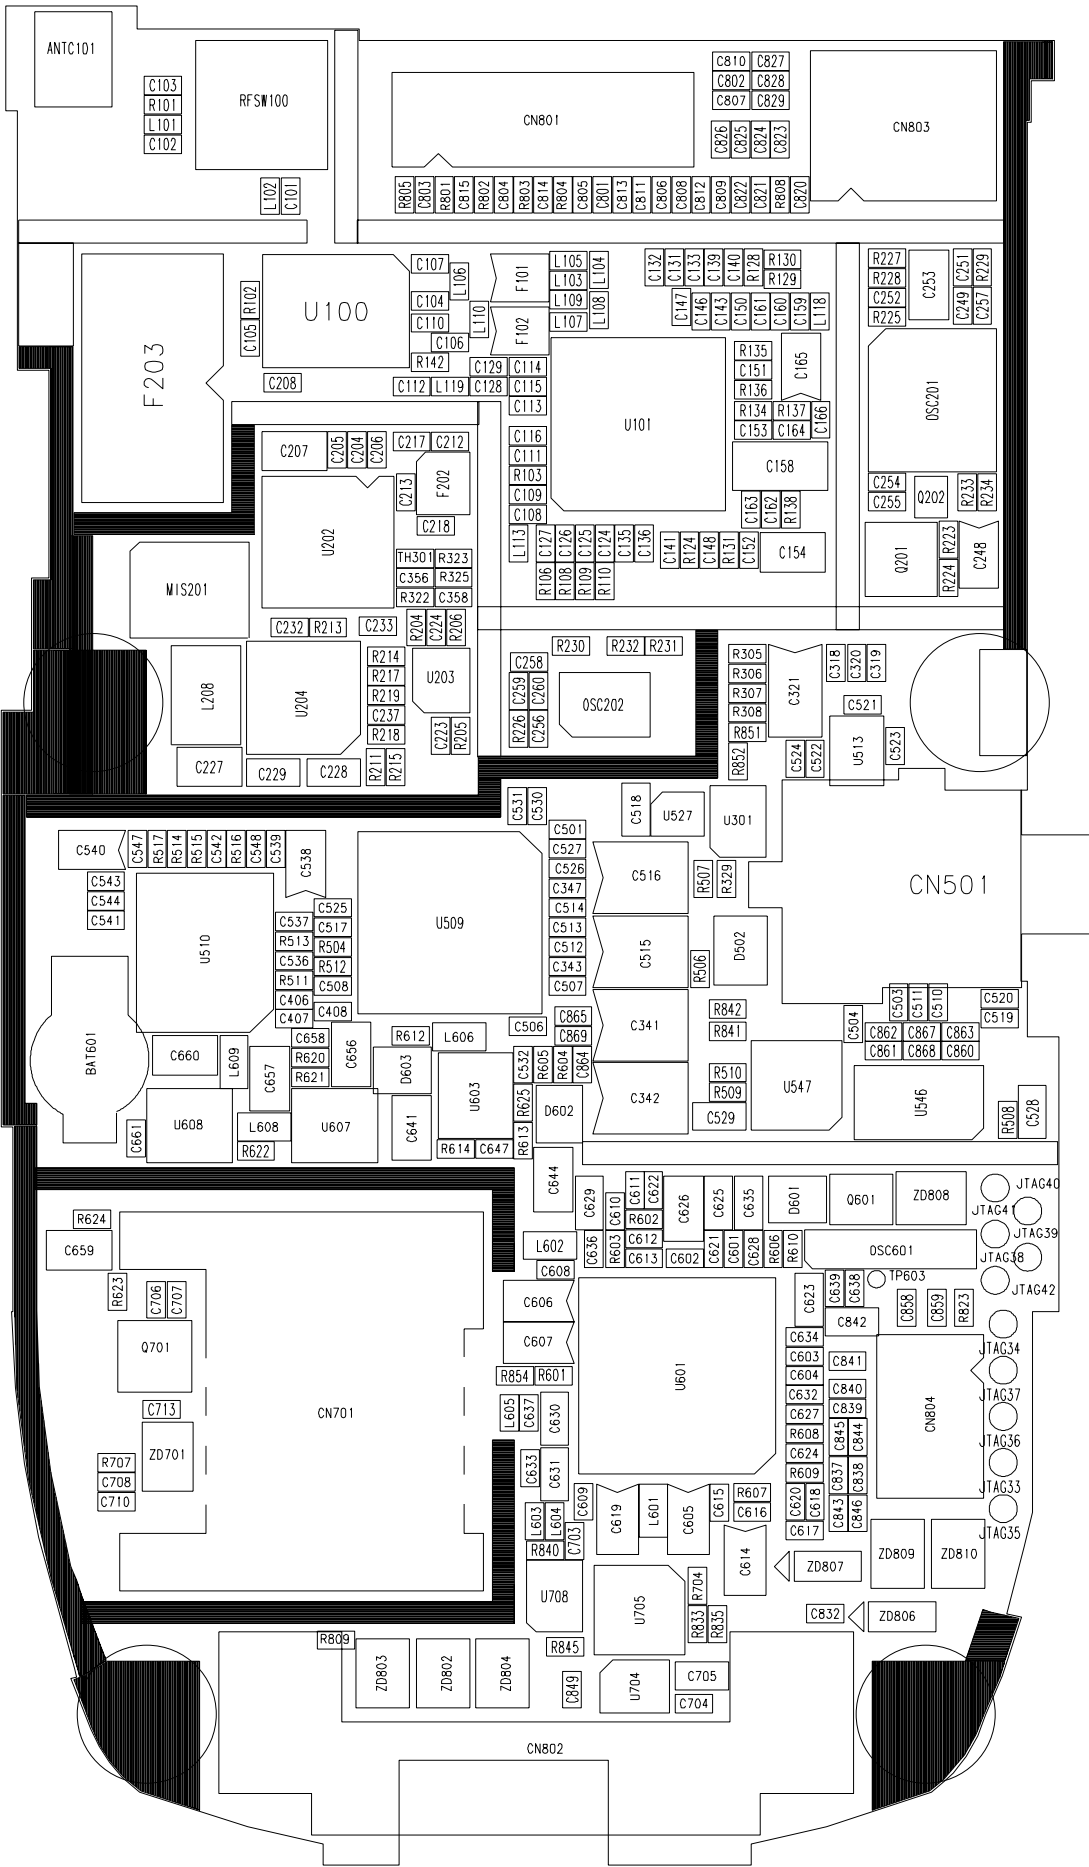 ANTC101
C103
R101
L101
C102
RFSW100
L102
C101
CN801
C810 C827
C802 C828
C807 C829
C826 C825 C824 C823
CN803
R805 C803 R801 C815 R802 C804 R803 C814 R804 C805 C801 C813 C811 C806 C808 C812 C809 C822 C821 R808 C820
F203
R102
C105
U100
C107
L106
C104
C110
L110
C106
R142
C208
C112 L119 C128
C129 C114
C115
C113
F101
F102
L105
L103
L109
L107
L104
L108
C132 C131 C133 C139 C140 R128
R130
R129
C147 C146 C143 C150 C161 C160 C159 L118
U101
R135
C151
R136
C165
R134 R137
C153 C164
C166
C158
C163 C162 R138
C116
C111
R103
C109
C108
L113
C127 C126 C125 C124 C135 C136
R106 R108 R109 R110
C141 R124 C148 R131 C152
C154
R227
R228
C252
R225
C253
C251 R229
C249 C257
OSC201
C254
C255
Q202
R233 R234
Q201
R223
R224
C248
C207
C205 C204 C206
C217 C212
F202
C213
C218
U202
TH301 R323
C356 R325
R322 C358
MIS201
C232 R213
C233
R204 C224 R206
R214
R217
R219
C237
R218
U203
C223 R205
L208
U204
C227
C229
C228
R211 R215
R230
R232 R231
C258
C259 C260
R226 C256
OSC202
R305
R306
R307
R308
R851
R852
C321
C318 C320 C319
C521
U513
C523
C524 C522
C531 C530
C518
U527
U301
CN501
C540
C547 R517 R514 R515 C542 R516 C548 C539
C538
C543
C544
C541
U510
C525
C537 C517
R513 R504
C536 R512
R511 C508
C406
C407 C408
U509
C501
C527
C526
C347
C514
C513
C512
C343
C507
C516
C515
C341
C342
R507 R329
D502
R506
C503 C511 C510
C520
C519
C504
C862 C867 C863
C861 C868 C860
R842
R841
R510
R509
C529
U547
U546
R508
C528
BAT601
C660
L609
C657
C658
R620
R621
C656
R612
L606
D603
C506
C865
C869
C532 R605 R604 C864
U603
R625
R613
D602
C661
U608
L608
R622
U607
C641
R614 C647
C644
R624
C659
R623
C706 C707
Q701
C713
ZD701
R707
C708
C710
CN701
C629
C610
C611 C622
R602
C612
C613
C636 R603
C626
C602
C625
C635
C621 C601 C628 R606 R610
D601
Q601
ZD808
OSC601
L602
C608
C606
C607
R854 R601
L605 C637
C630
C633
C631
L603 L604
R840
C703
C609
C619
L601
C605
C615
R607
C616
C614
U601
C623
C639 C638
TP603
C842
C858 C859 R823
C634
C603
C604
C632
C627
R608
C624
R609
C620 C618
C617
C841
C840
C839
C845 C844
C837 C838
C843 C846
CN804
JTAG40
JTAG41
JTAG39
JTAG38
JTAG42
JTAG34
JTAG37
JTAG36
JTAG33
JTAG35
ZD807
ZD809
ZD810
C832
ZD806
U708
U705
R704
R833 R835
R809
ZD803
ZD802
ZD804
R845
C849
U704
C705
C704
CN802